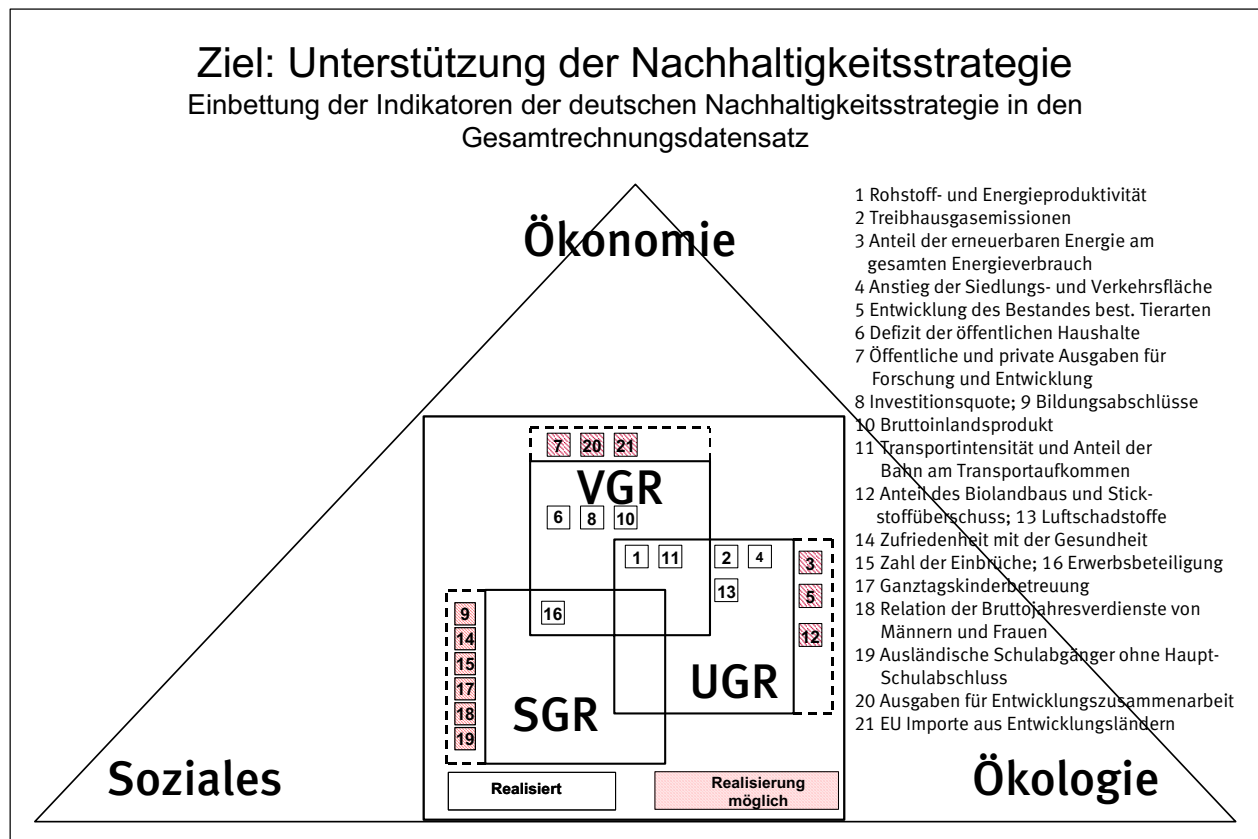 Ziel: Unterstützung der Nachhaltigkeitsstrategie
Einbettung der Indikatoren der deutschen Nachhaltigkeitsstrategie in den
Gesamtrechnungsdatensatz
Ökonomie
1 Rohstoff- und Energieproduktivität
2 Treibhausgasemissionen
3 Anteil der erneuerbaren Energie am
gesamten Energieverbrauch
4 Anstieg der Siedlungs- und Verkehrsfläche
5 Entwicklung des Bestandes best. Tierarten
6 Defizit der öffentlichen Haushalte
7 Öffentliche und private Ausgaben für
Forschung und Entwicklung
8 Investitionsquote; 9 Bildungsabschlüsse
10 Bruttoinlandsprodukt
11 Transportintensität und Anteil der
Bahn am Transportaufkommen
12 Anteil des Biolandbaus und Stick-
stoffüberschuss; 13 Luftschadstoffe
14 Zufriedenheit mit der Gesundheit
15 Zahl der Einbrüche; 16 Erwerbsbeteiligung
17 Ganztagskinderbetreuung
18 Relation der Bruttojahresverdienste von
Männern und Frauen
19 Ausländische Schulabgänger ohne Haupt-
Schulabschluss
20 Ausgaben für Entwicklungszusammenarbeit
21 EU Importe aus Entwicklungsländern
7 20 21
VGR
6 8 10
1 11 2 4 3
13 5
16
12
9
14
15
17
18
19
UGR
SGR
Soziales
Ökologie
Realisiert
Realisierung
möglich